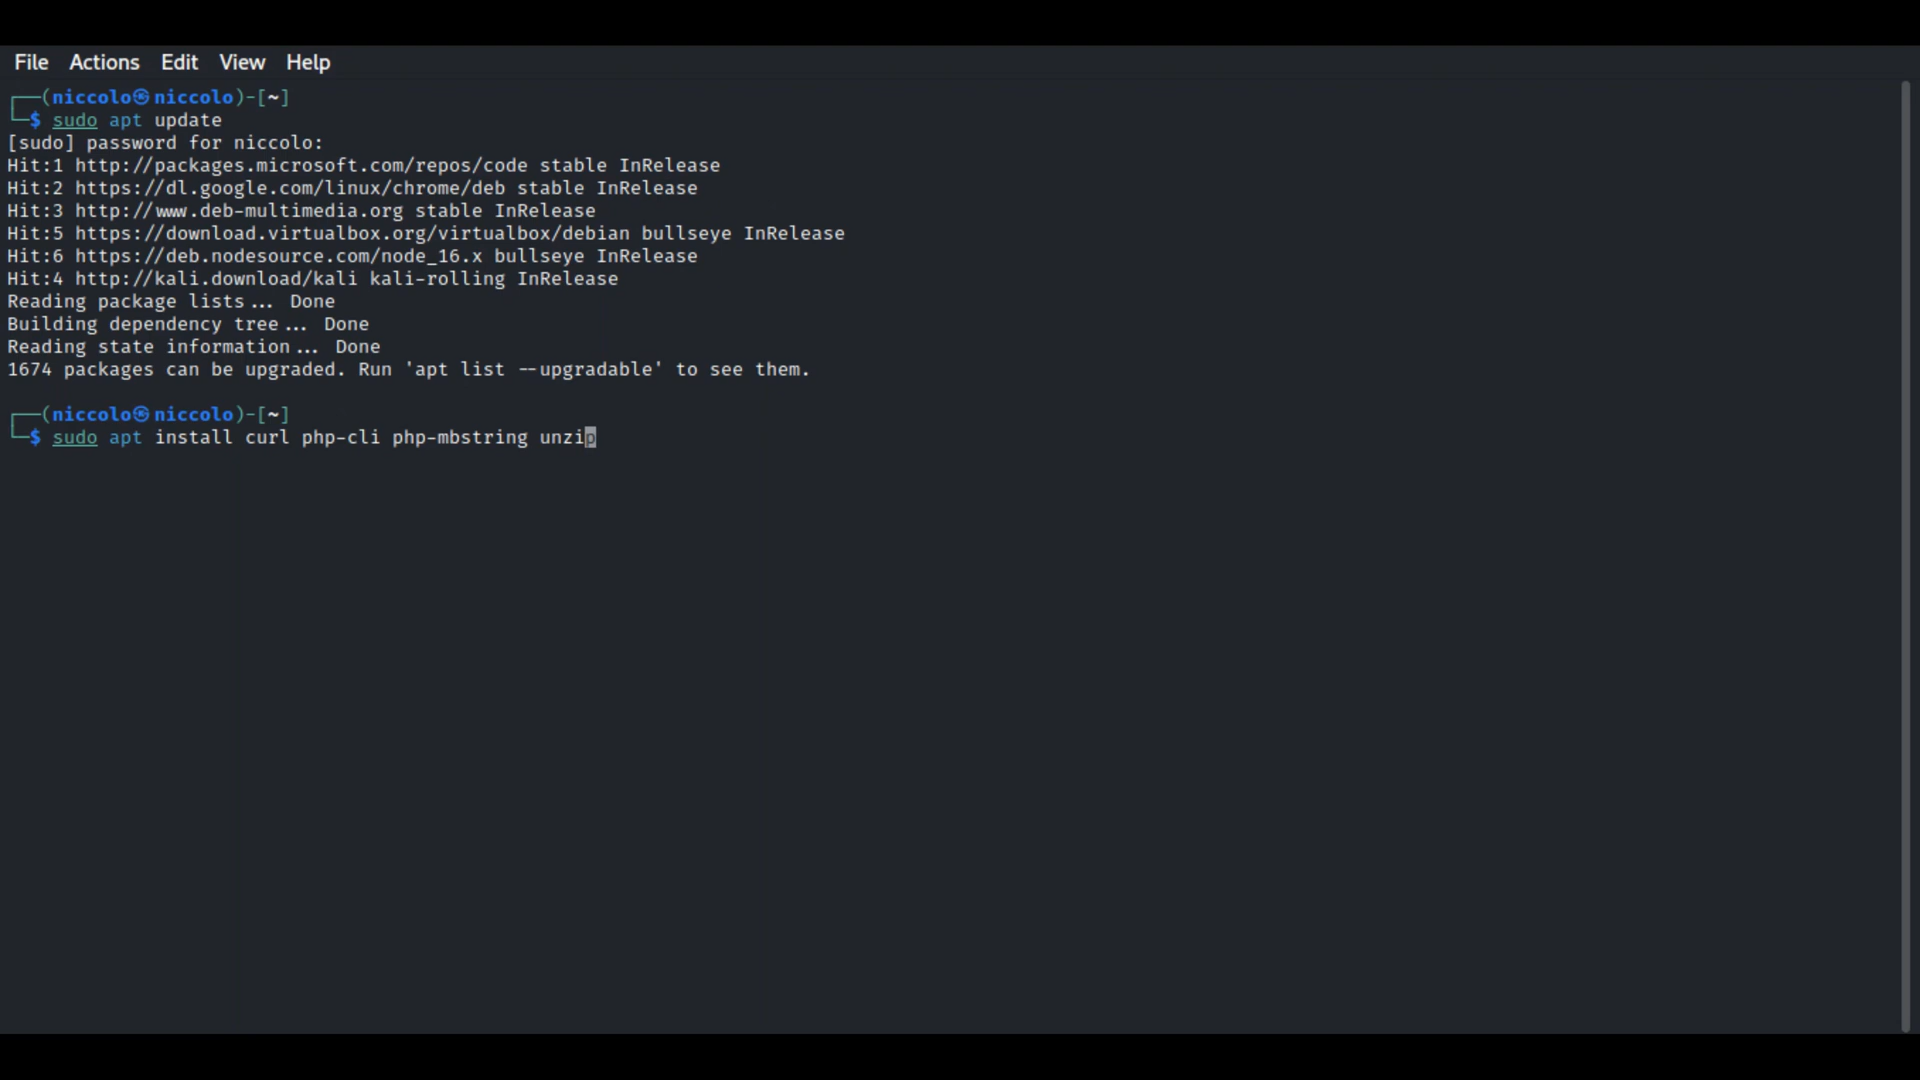 File Actions Edit View Help
┌──(niccolo㉿niccolo)-[~]
└─$ sudo apt update
[sudo] password for niccolo:
Hit:1 http://packages.microsoft.com/repos/code stable InRelease
Hit:2 https://dl.google.com/linux/chrome/deb stable InRelease
Hit:3 http://www.deb-multimedia.org stable InRelease
Hit:5 https://download.virtualbox.org/virtualbox/debian bullseye InRelease
Hit:6 https://deb.nodesource.com/node_16.x bullseye InRelease
Hit:4 http://kali.download/kali kali-rolling InRelease
Reading package lists... Done
Building dependency tree... Done
Reading state information... Done
1674 packages can be upgraded. Run 'apt list --upgradable' to see them.
┌──(niccolo㉿niccolo)-[~]
└─$ sudo apt install curl php-cli php-mbstring unzip